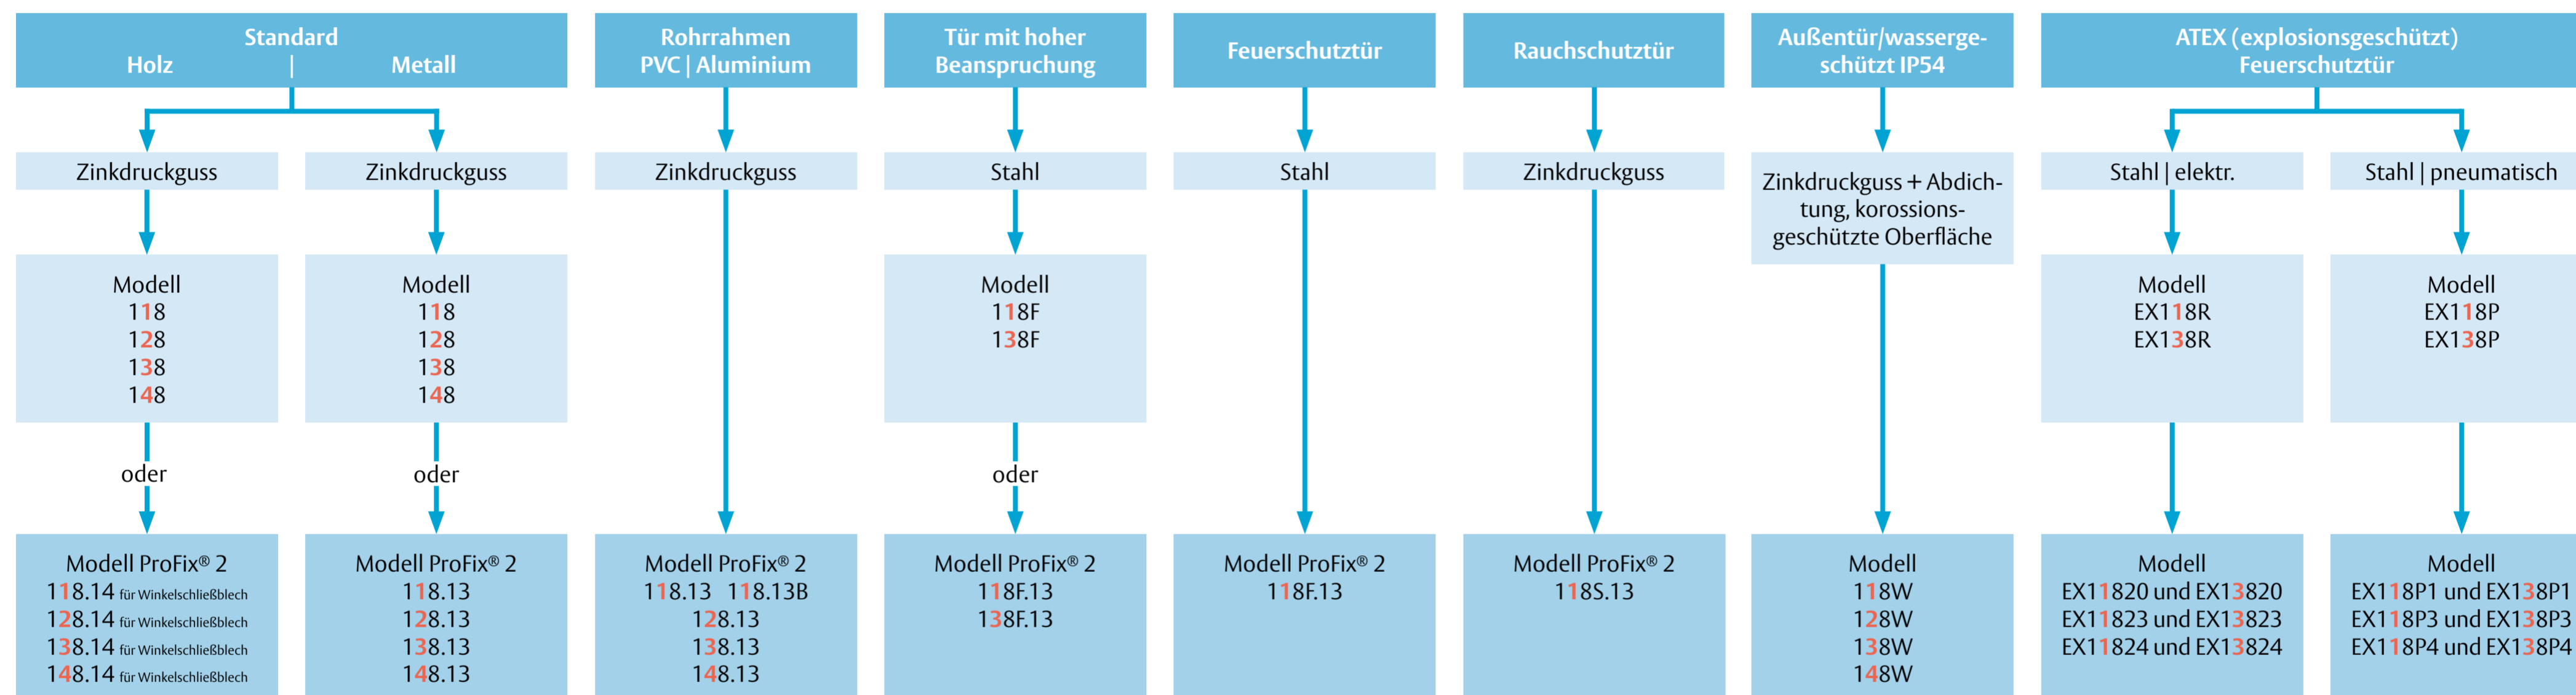 Standard
Holz | Metall
Zinkdruckguss
Modell
118
128
138
148
oder
Modell ProFix® 2
118.14 für Winkelschließblech
128.14 für Winkelschließblech
138.14 für Winkelschließblech
148.14 für Winkelschließblech
Zinkdruckguss
Modell
118
128
138
148
oder
Modell ProFix® 2
118.13
128.13
138.13
148.13
Rohrrahmen
PVC | Aluminium
Zinkdruckguss
Modell ProFix® 2
118.13 118.13B
128.13
138.13
148.13
Tür mit hoher
Beanspruchung
Stahl
Modell
118F
138F
oder
Modell ProFix® 2
118F.13
138F.13
Feuerschutztür
Stahl
Modell ProFix® 2
118F.13
Rauchschutztür
Zinkdruckguss
Modell ProFix® 2
118S.13
Außentür/wasserge-
schützt IP54
Zinkdruckguss + Abdich-
tung, korossions-
geschützte Oberfläche
Modell
118W
128W
138W
148W
ATEX (explosionsgeschützt)
Feuerschutztür
Stahl | elektr.
Modell
EX118R
EX138R
Modell
EX11820 und EX13820
EX11823 und EX13823
EX11824 und EX13824
Stahl | pneumatisch
Modell
EX118P
EX138P
Modell
EX118P1 und EX138P1
EX118P3 und EX138P3
EX118P4 und EX138P4